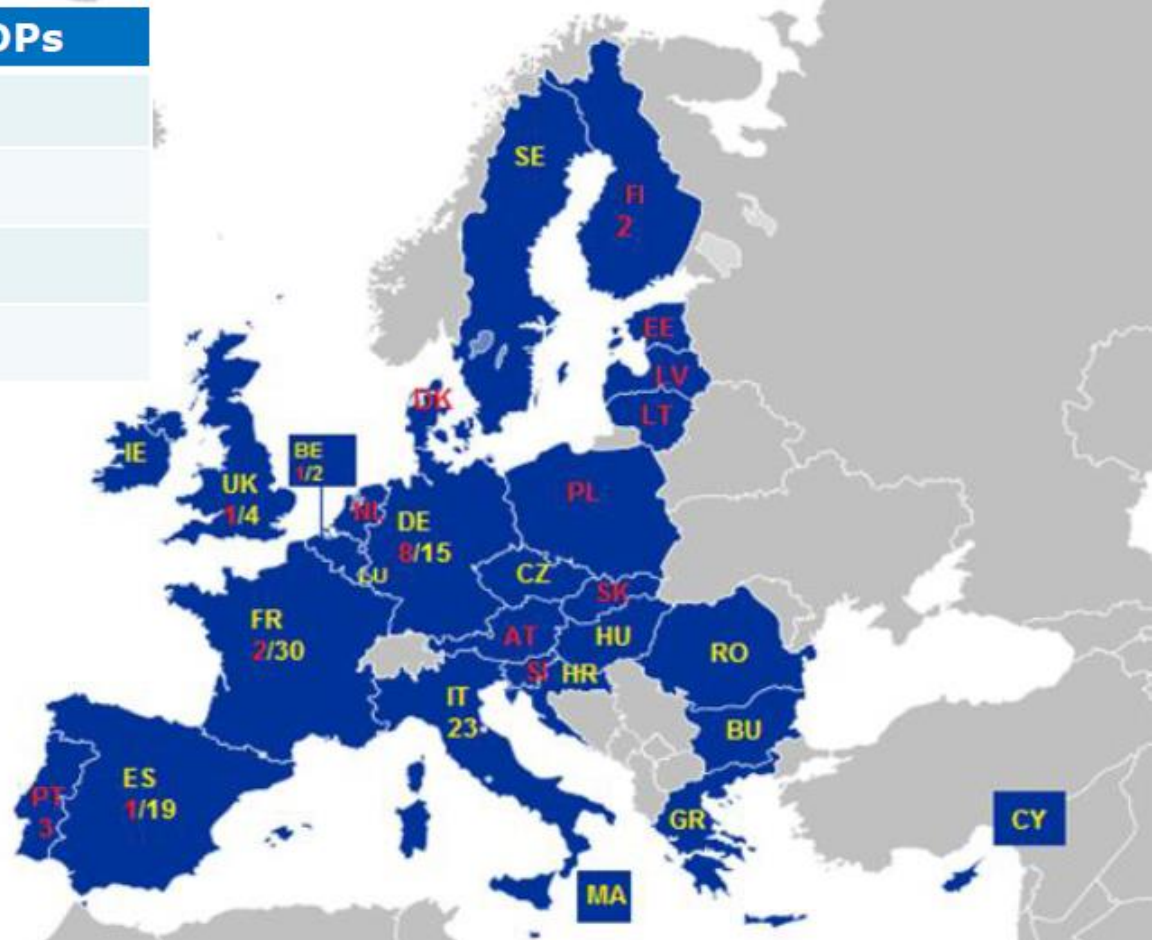 OPs
SE
FI
2
EE
LV
LT
DK
IE
BE
1/2
UK
1/4
NL
DE
8/15
PL
LU
CZ
SK
FR
2/30
AT
HU
RO
SI
HR
IT
23
BU
ES
1/19
PT
3
GR
CY
MA